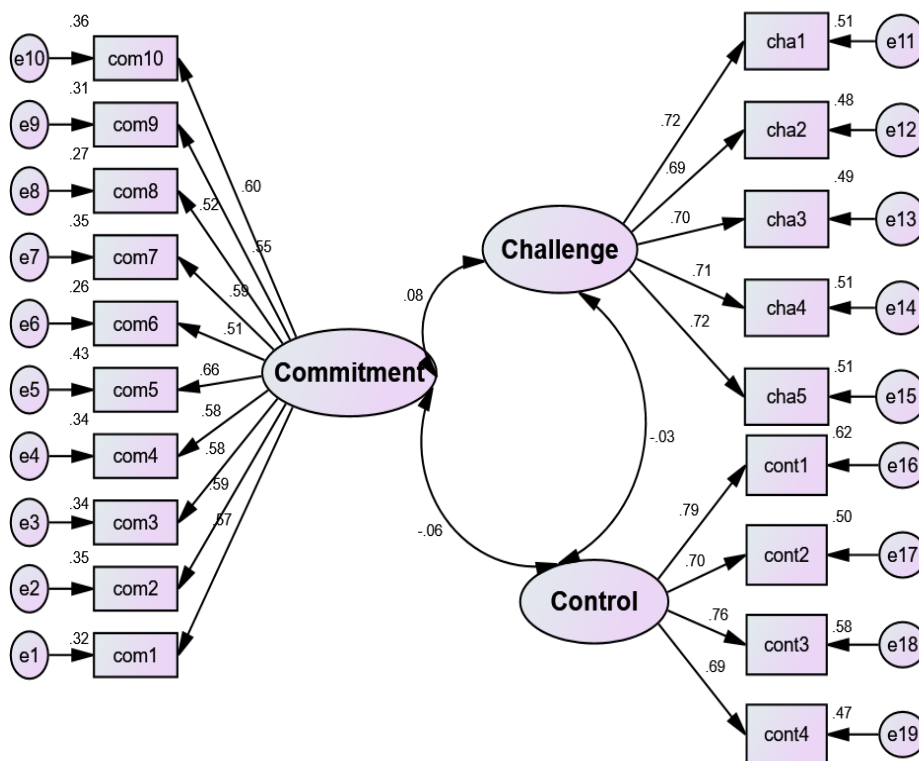 .36
e10
com10
.31
e9
com9
.27
e8
com8
.35
e7
com7
.26
e6
com6
.43
e5
com5
.34
e4
com4
.34
e3
com3
.35
e2
com2
.32
e1
com1
.60
.55
.52
.59
.51
.66
.58
.58
.59
.57
Commitment
.08
-.06
Challenge
-.03
Control
.72
.69
.70
.71
.72
.79
.70
.76
.69
.51
cha1
e11
.48
cha2
e12
.49
cha3
e13
.51
cha4
e14
.51
cha5
e15
.62
cont1
e16
.50
cont2
e17
.58
cont3
e18
.47
cont4
e19